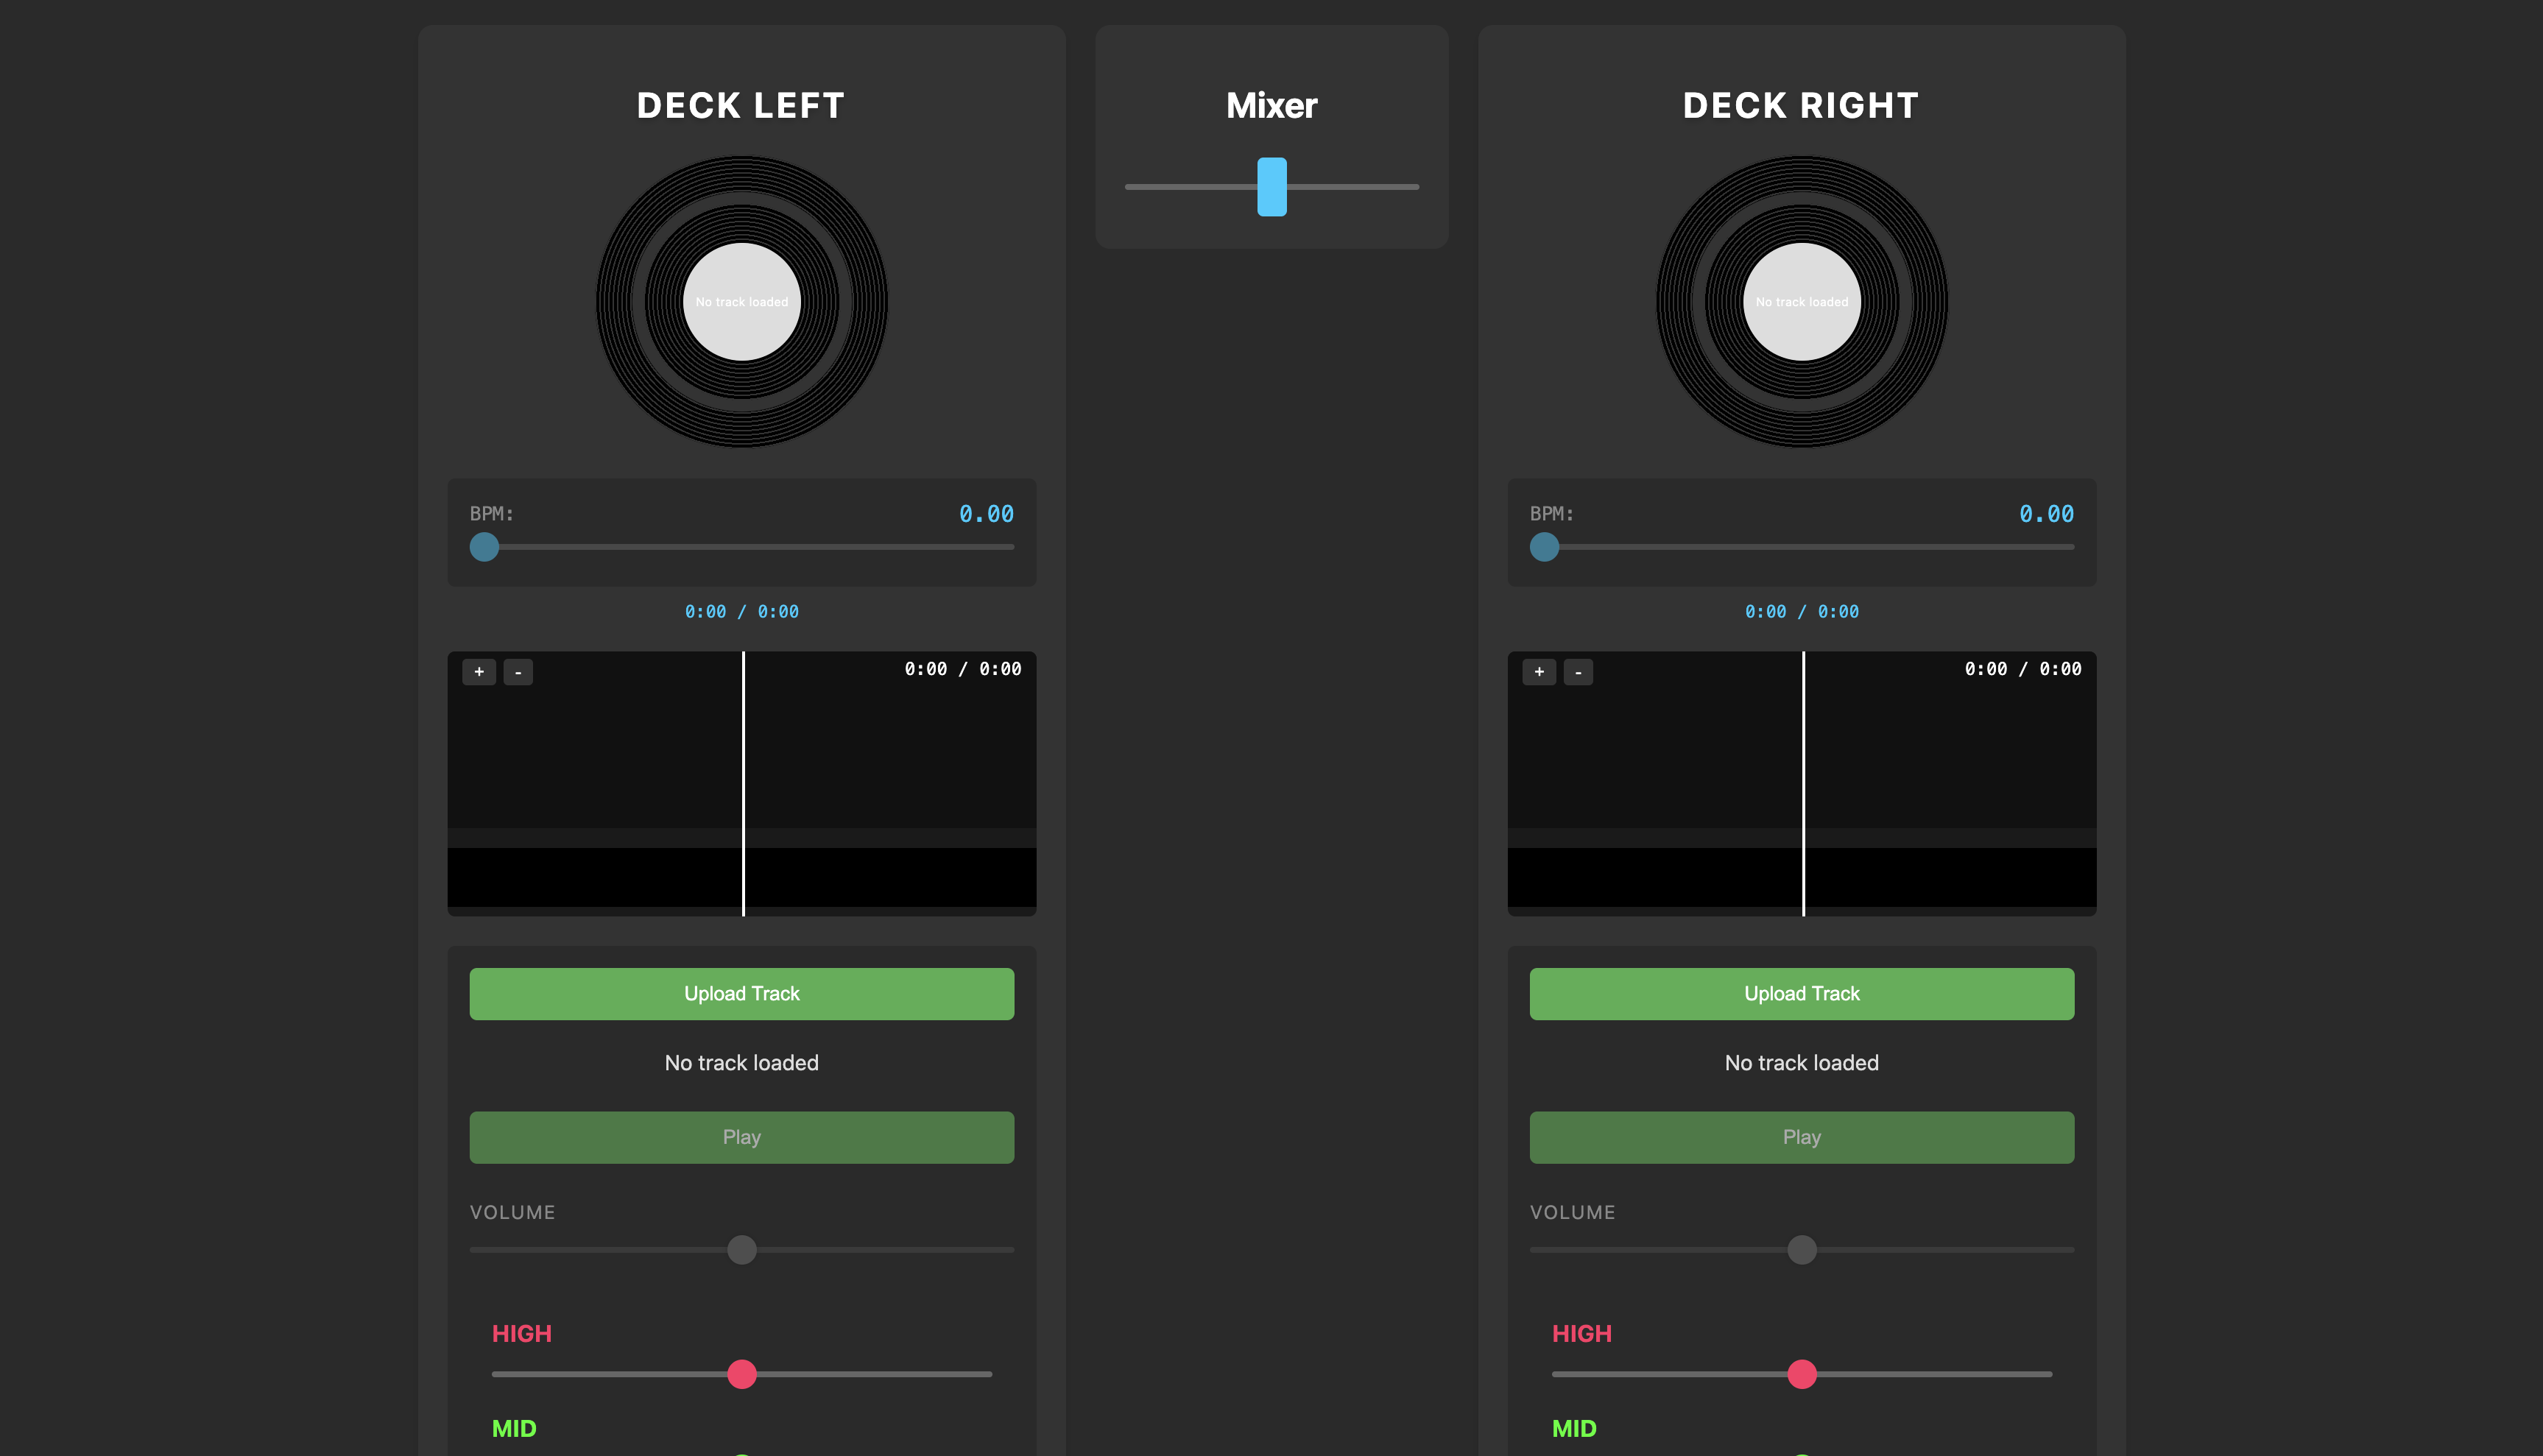 DECK LEFT
No track loaded
BPM: 0.00
0:00 / 0:00
+ - 0:00 / 0:00
Upload Track
No track loaded
Play
VOLUME
HIGH
MID
Mixer
DECK RIGHT
No track loaded
BPM: 0.00
0:00 / 0:00
+ - 0:00 / 0:00
Upload Track
No track loaded
Play
VOLUME
HIGH
MID